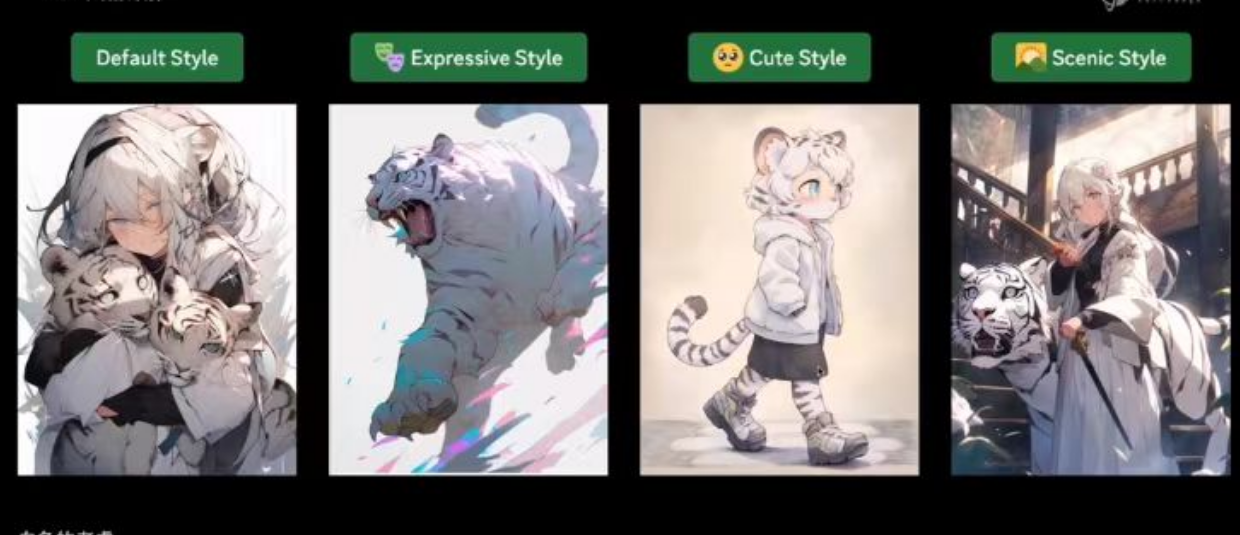 Default Style
🎭 Expressive Style
🥺 Cute Style
🌄 Scenic Style